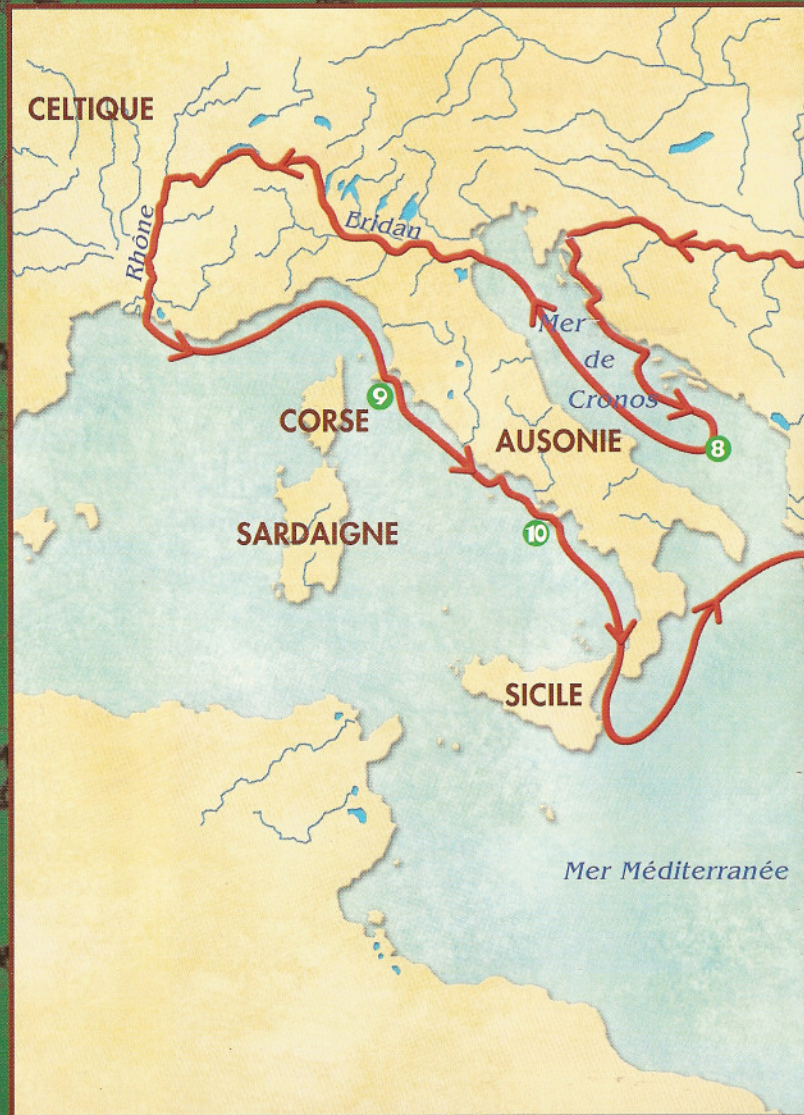 CELTIQUE
Rhône
Eridan
Mer
de
Cronos
9
CORSE
AUSONIE
8
SARDAIGNE
10
SICILE
Mer Méditerranée